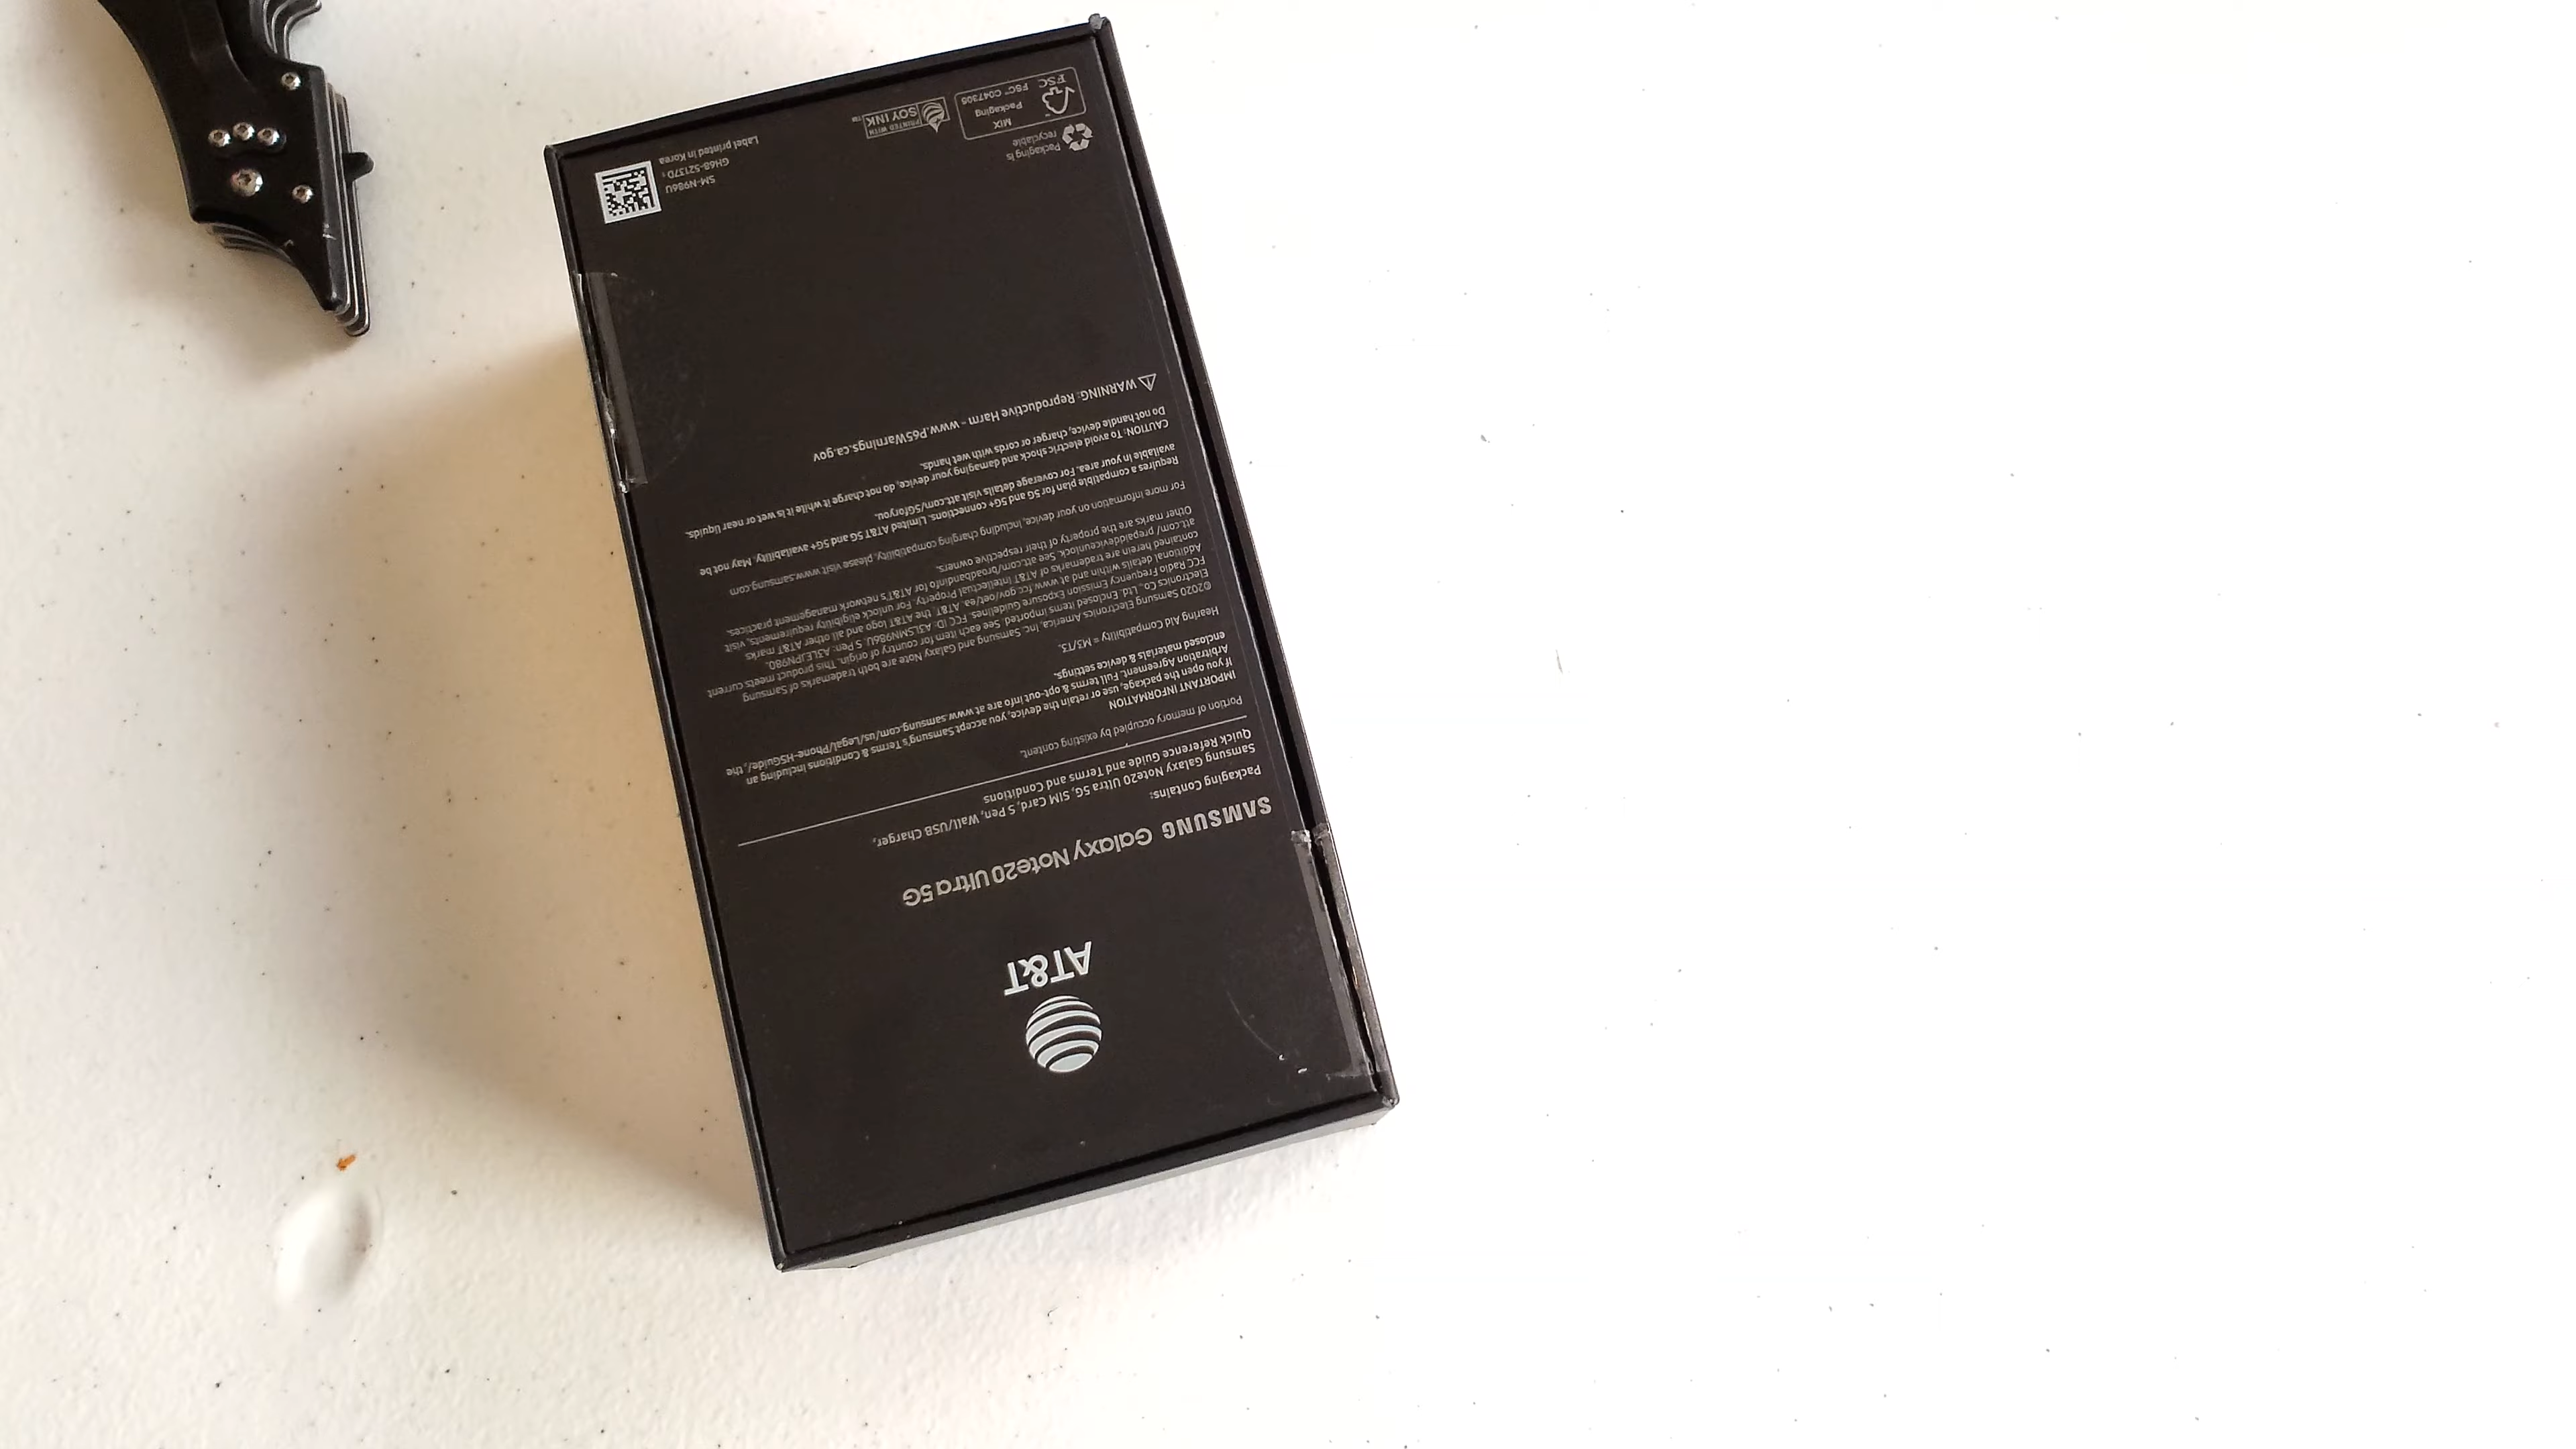 AT&T
SAMSUNG Galaxy Note20 Ultra 5G
Packaging Contains:
Samsung Galaxy Note20 Ultra 5G, SIM Card, S Pen, Wall/USB Charger,
Quick Reference Guide and Terms and Conditions
Portion of memory occupied by existing content.
IMPORTANT INFORMATION
If you open the package, use or retain the device, you accept Samsung's Terms & Conditions including an
Arbitration Agreement. Full terms & opt-out info are at www.samsung.com/us/Legal/Phone-HSGuide/, the
enclosed materials & device settings.
Hearing Aid Compatibility = M3/T3.
©2020 Samsung Electronics America, Inc. Samsung and Galaxy Note are both trademarks of Samsung
Electronics Co., Ltd. Enclosed items imported. See each item for country of origin. This product meets current
FCC Radio Frequency Emission Exposure Guidelines. FCC ID: A3LSMN986U. S Pen: A3LEJPN980.
Additional details within and at www.fcc.gov/oet/ea. AT&T, the AT&T logo and all other AT&T marks
contained herein are trademarks of AT&T Intellectual Property. For unlock eligibility requirements, visit
att.com/ prepaiddeviceunlock. See att.com/broadbandinfo for AT&T's network management practices.
Other marks are the property of their respective owners.
For more information on your device, including charging compatibility, please visit www.samsung.com
Requires a compatible plan for 5G and 5G+ connections. Limited AT&T 5G and 5G+ availability. May not be
available in your area. For coverage details visit att.com/5Gforyou.
CAUTION: To avoid electric shock and damaging your device, do not charge it while it is wet or near liquids.
Do not handle device, charger or cords with wet hands.
WARNING: Reproductive Harm - www.P65Warnings.ca.gov
Packaging is
recyclable
MIX
Packaging
FSC™ C047305
FSC
PRINTED WITH
SOY INK™
SM-N986U
GH68-52137D
Label printed in Korea